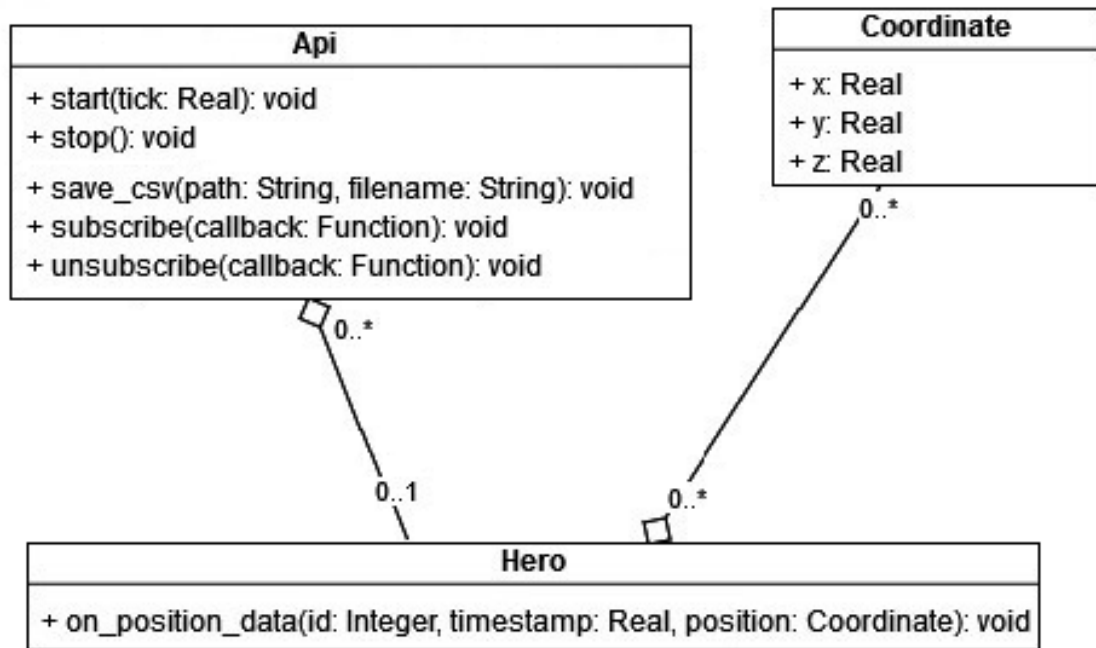 Api
+ start(tick: Real): void
+ stop(): void
+ save_csv(path: String, filename: String): void
+ subscribe(callback: Function): void
+ unsubscribe(callback: Function): void
Coordinate
+ x: Real
+ y: Real
+ z: Real
0..*
0..*
0..1
0..*
Hero
+ on_position_data(id: Integer, timestamp: Real, position: Coordinate): void